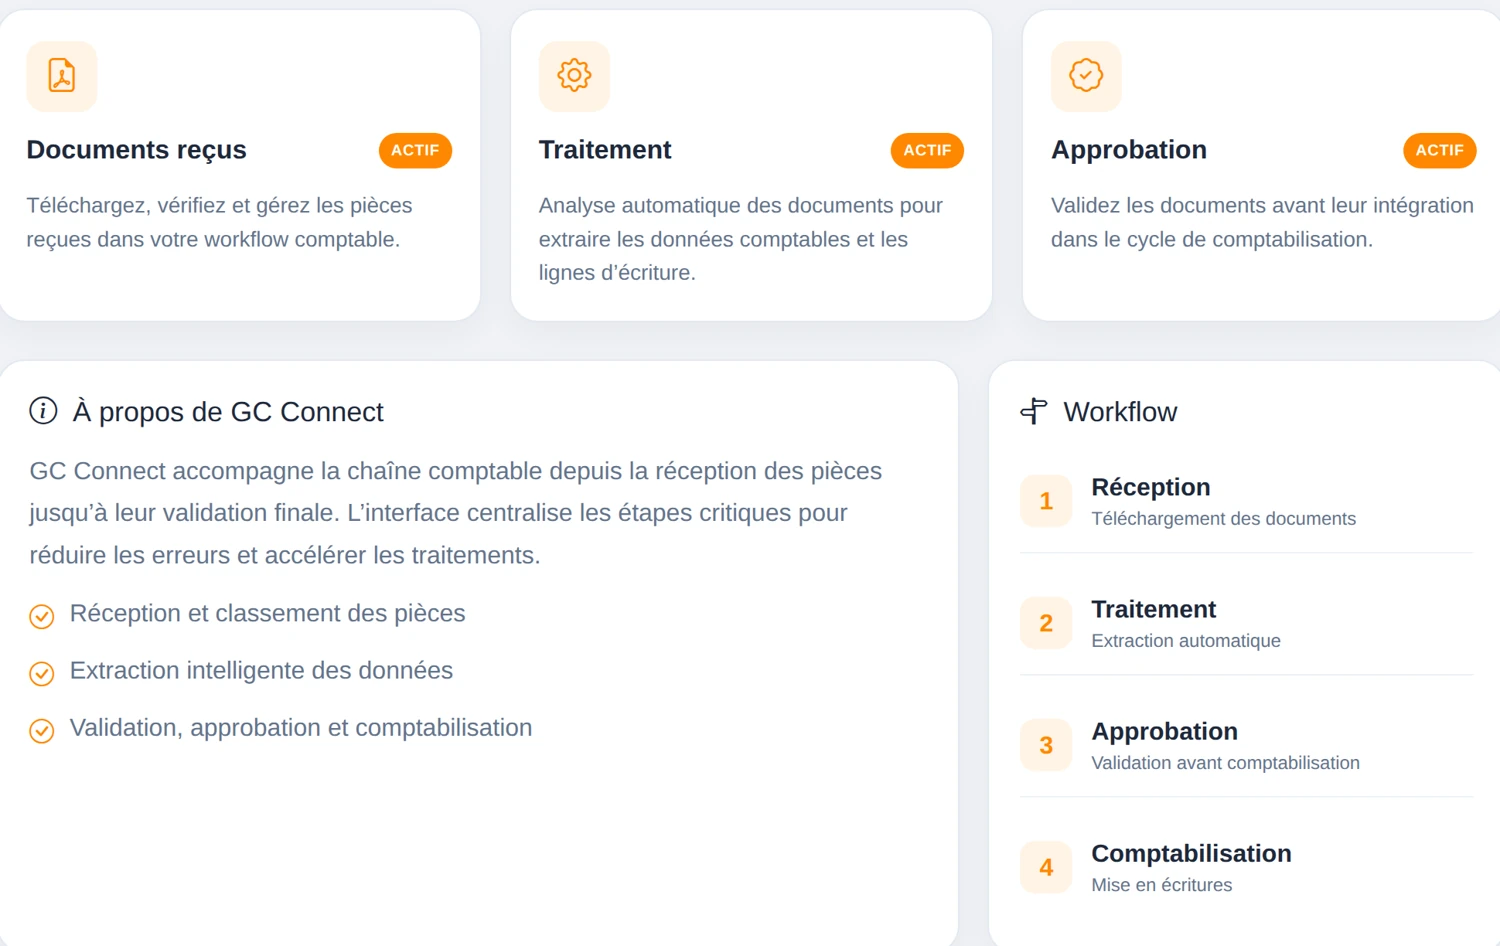 Documents reçus
ACTIF
Téléchargez, vérifiez et gérez les pièces
reçues dans votre workflow comptable.
Traitement
ACTIF
Analyse automatique des documents pour
extraire les données comptables et les
lignes d’écriture.
Approbation
ACTIF
Validez les documents avant leur intégration
dans le cycle de comptabilisation.
À propos de GC Connect
GC Connect accompagne la chaîne comptable depuis la réception des pièces
jusqu’à leur validation finale. L’interface centralise les étapes critiques pour
réduire les erreurs et accélérer les traitements.
Réception et classement des pièces
Extraction intelligente des données
Validation, approbation et comptabilisation
Workflow
1
Réception
Téléchargement des documents
2
Traitement
Extraction automatique
3
Approbation
Validation avant comptabilisation
4
Comptabilisation
Mise en écritures